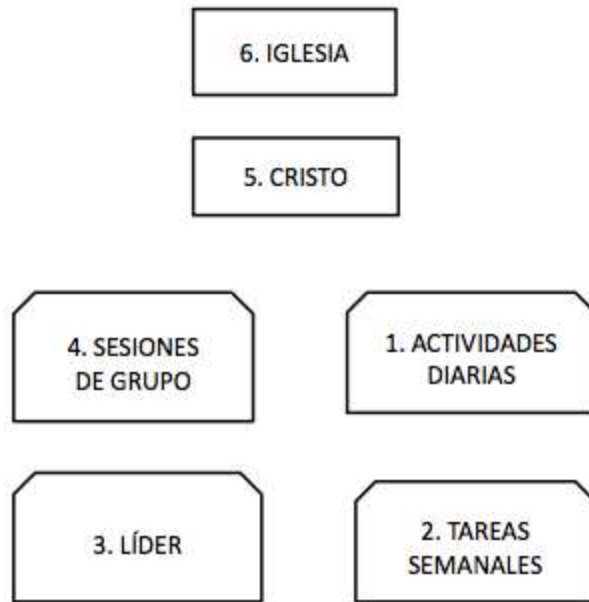 6. IGLESIA
5. CRISTO
4. SESIONES
DE GRUPO
1. ACTIVIDADES
DIARIAS
3. LÍDER
2. TAREAS
SEMANALES